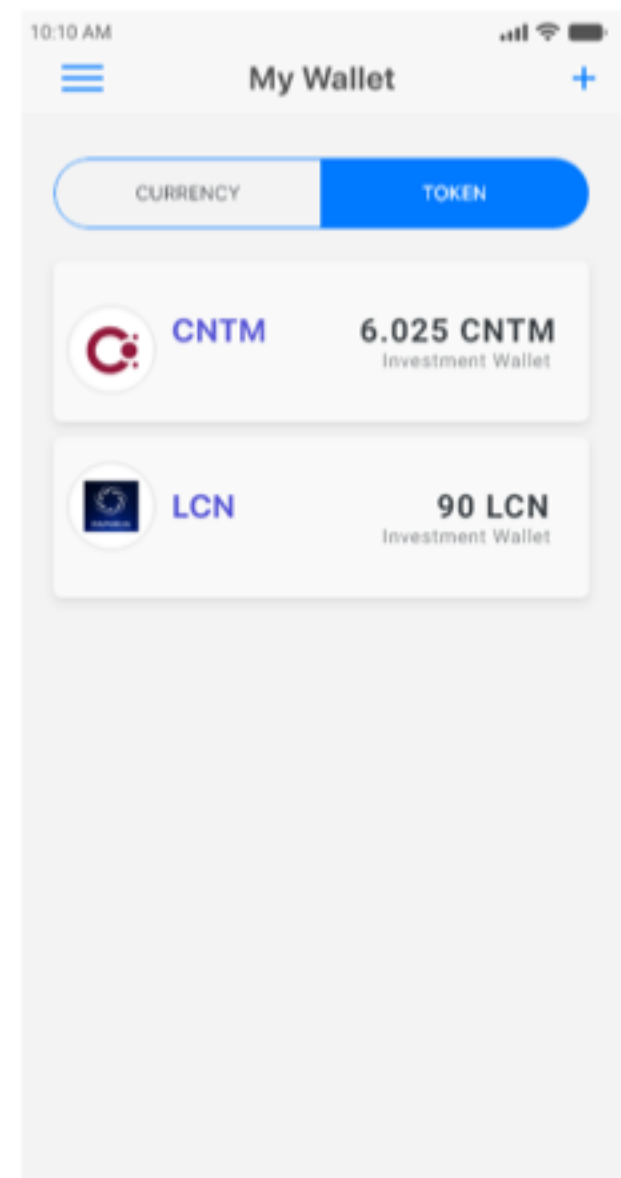 10:10 AM
My Wallet
+
CURRENCY
TOKEN
CNTM
6.025 CNTM
Investment Wallet
LCN
90 LCN
Investment Wallet